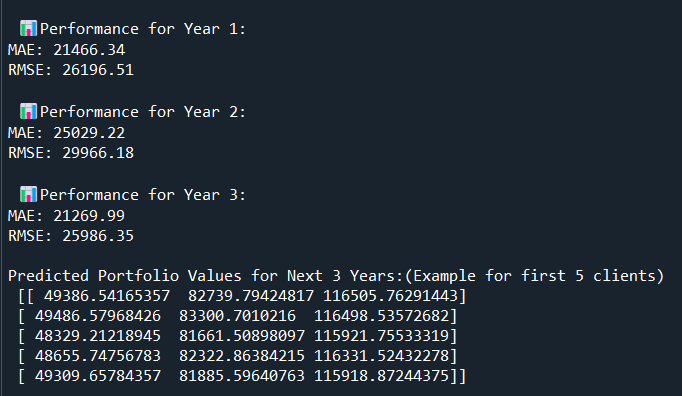 📊Performance for Year 1:
MAE: 21466.34
RMSE: 26196.51
📊Performance for Year 2:
MAE: 25029.22
RMSE: 29966.18
📊Performance for Year 3:
MAE: 21269.99
RMSE: 25986.35
Predicted Portfolio Values for Next 3 Years:(Example for first 5 clients)
[[ 49386.54165357  82739.79424817 116505.76291443]
[ 49486.57968426  83300.7010216  116498.53572682]
[ 48329.21218945  81661.50898097 115921.75533319]
[ 48655.74756783  82322.86384215 116331.52432278]
[ 49309.65784357  81885.59640763 115918.87244375]]